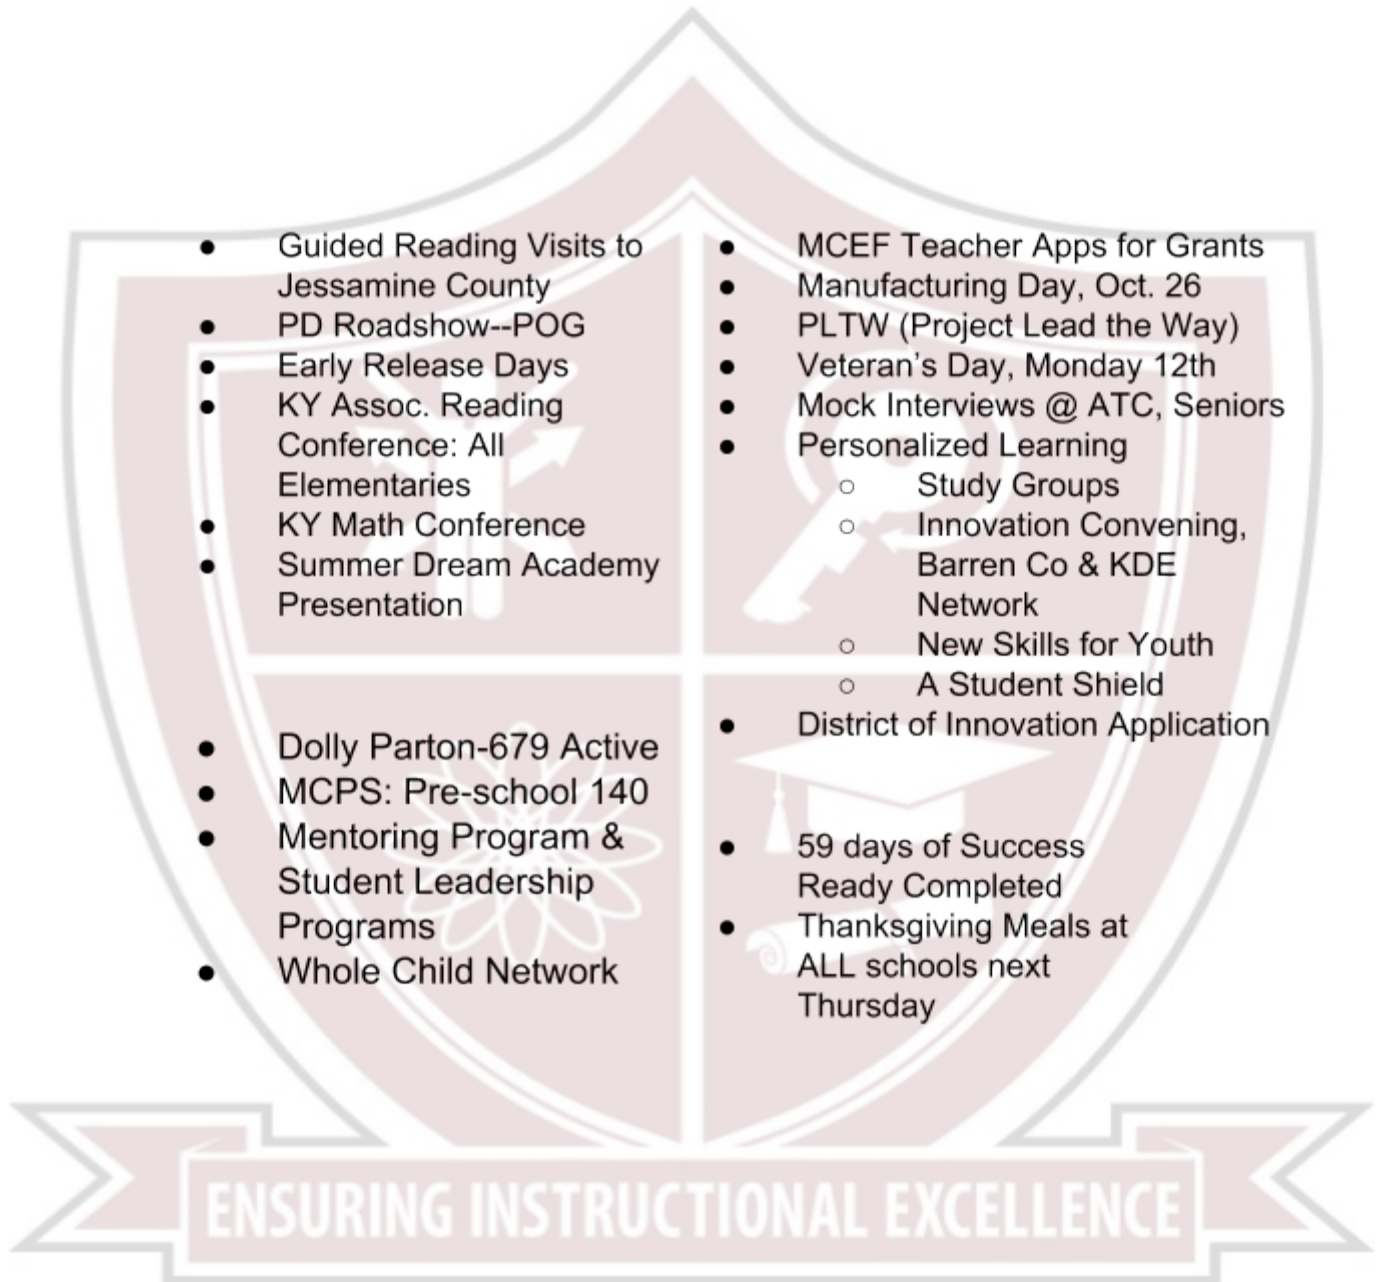 ● Guided Reading Visits to
Jessamine County
● PD Roadshow--POG
● Early Release Days
● KY Assoc. Reading
Conference: All
Elementaries
● KY Math Conference
● Summer Dream Academy
Presentation
● Dolly Parton-679 Active
● MCPS: Pre-school 140
● Mentoring Program &
Student Leadership
Programs
● Whole Child Network
● MCEF Teacher Apps for Grants
● Manufacturing Day, Oct. 26
● PLTW (Project Lead the Way)
● Veteran's Day, Monday 12th
● Mock Interviews @ ATC, Seniors
● Personalized Learning
○ Study Groups
○ Innovation Convening,
Barren Co & KDE
Network
○ New Skills for Youth
○ A Student Shield
● District of Innovation Application
● 59 days of Success
Ready Completed
● Thanksgiving Meals at
ALL schools next
Thursday
ENSURING INSTRUCTIONAL EXCELLENCE